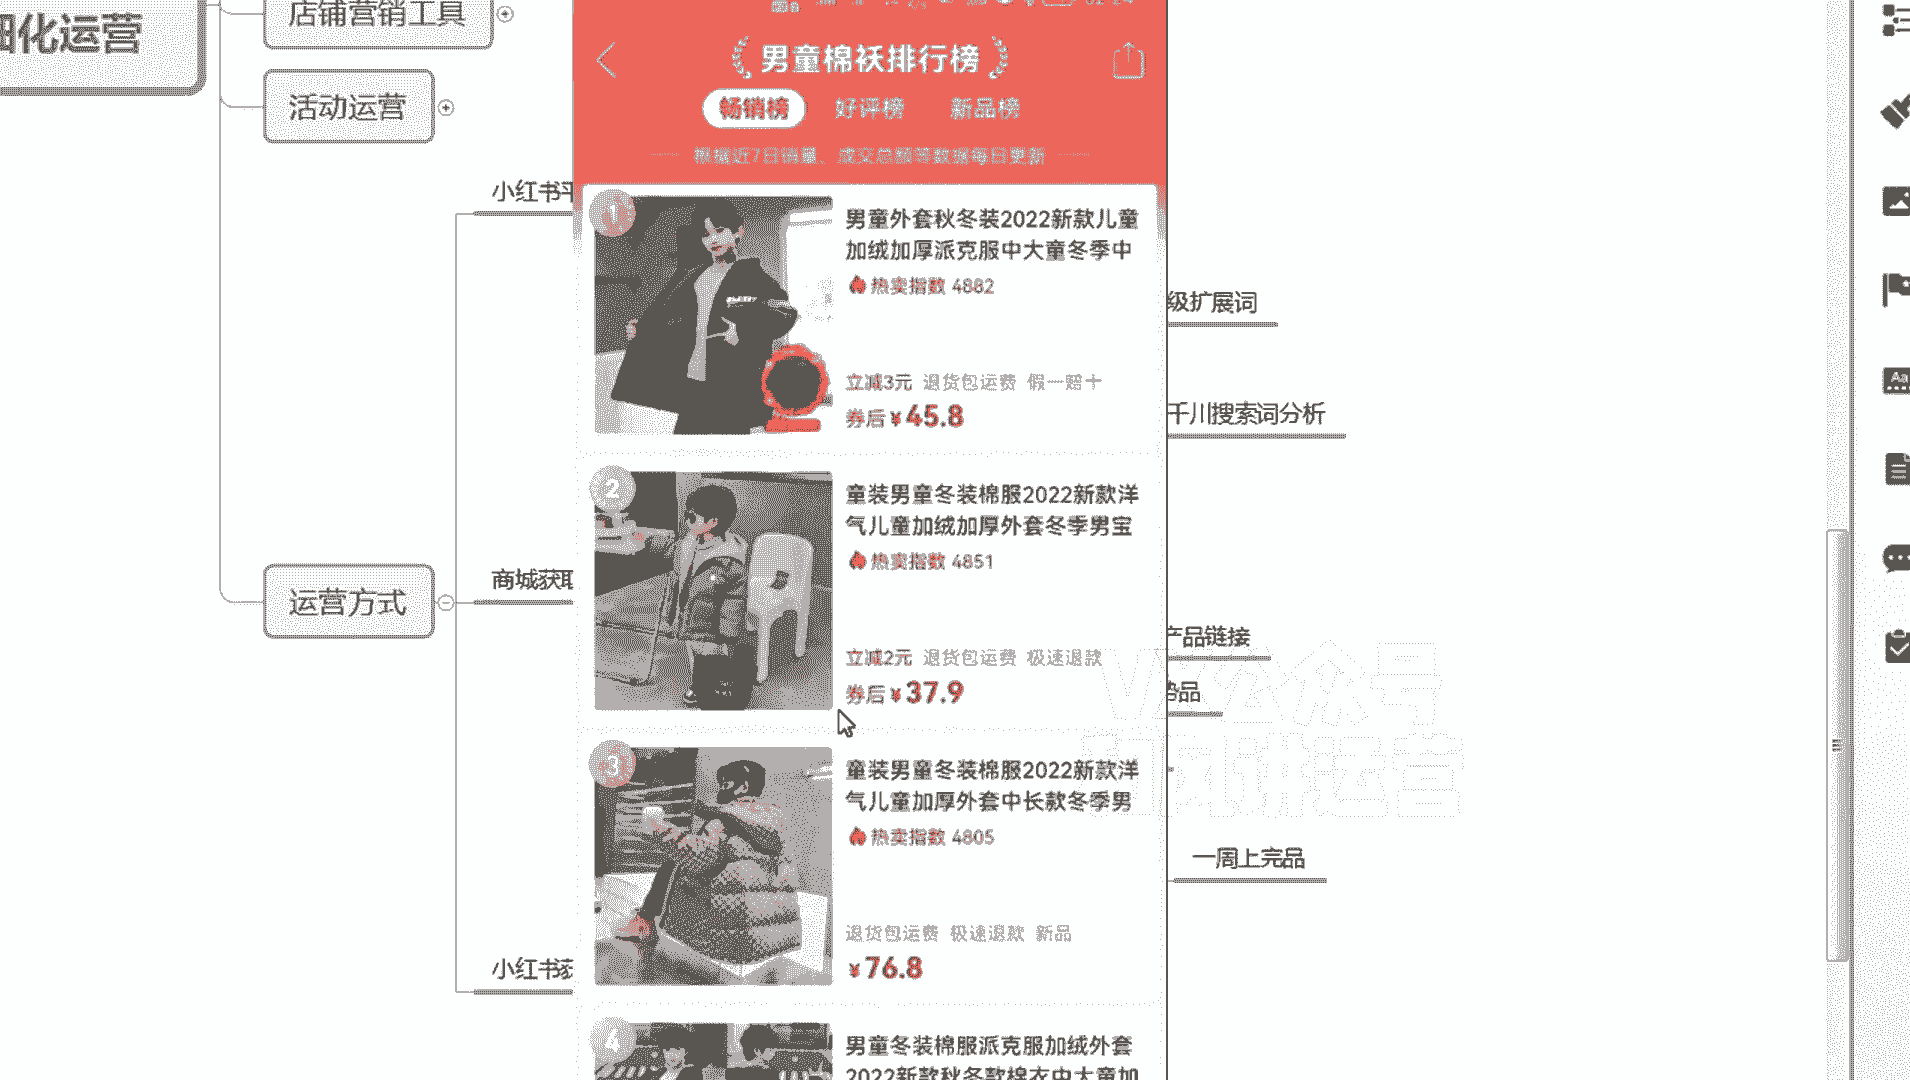 细化运营
店铺营销工具
活动运营
运营方式
小红书平
商城获取
小红书获
男童棉袄排行榜
畅销榜
好评榜
新品榜
根据近7日销量、成交总额等数据每日更新
1
男童外套秋冬装2022新款儿童
加绒加厚派克服中大童冬季中
热卖指数 4882
立减3元 退货包运费 假一赔十
券后 ¥45.8
2
童装男童冬装棉服2022新款洋
气儿童加绒加厚外套冬季男宝
热卖指数 4851
立减2元 退货包运费 极速退款
券后 ¥37.9
3
童装男童冬装棉服2022新款洋
气儿童加厚外套中长款冬季男
热卖指数 4805
退货包运费 极速退款 新品
¥76.8
4
男童冬装棉服派克服加绒外套
2022新款秋冬款棉衣中大童加
级扩展词
千川搜索词分析
产品链接
品
一周上完品
公众号
风讲运营
Aa